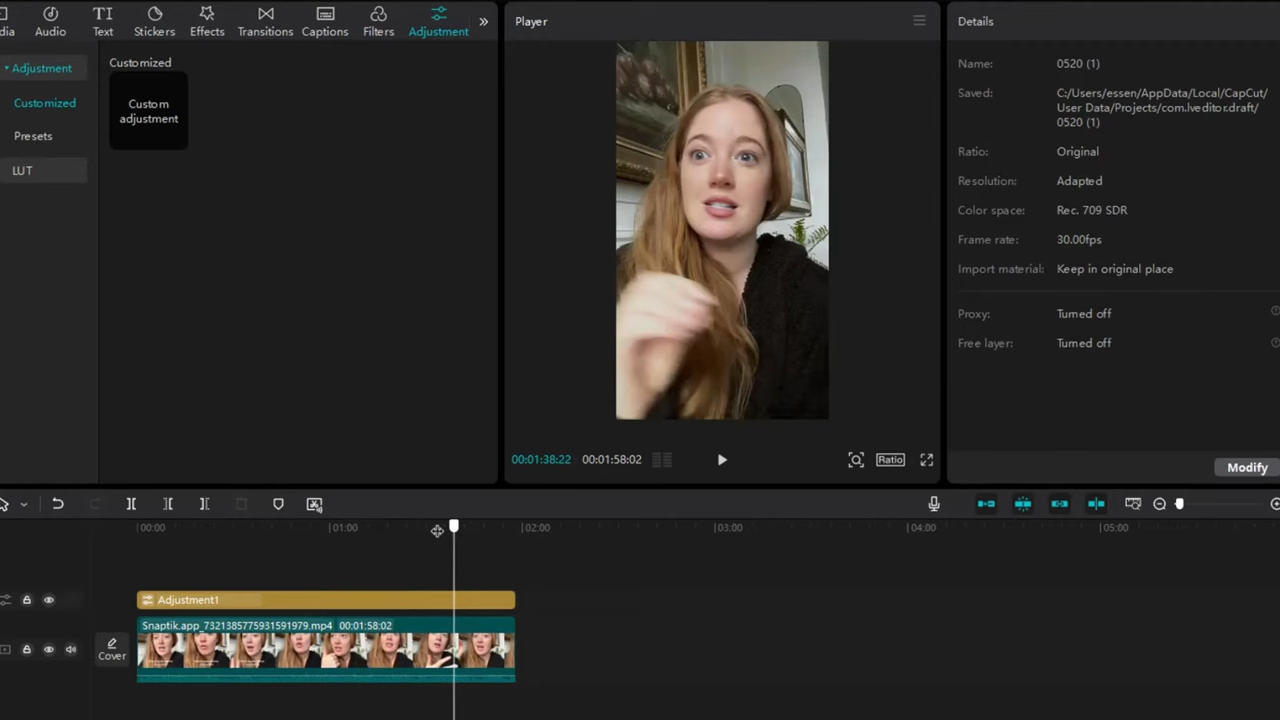 dia
Audio
Text
Stickers
Effects
Transitions
Captions
Filters
Adjustment
Adjustment
Customized
Presets
LUT
Customized
Custom
adjustment
Player
00:01:38:22
00:01:58:02
Ratio
Details
Name: 0520 (1)
Saved: C:/Users/essen/AppData/Local/CapCut/
User Data/Projects/com.lveditor.draft/
0520 (1)
Ratio: Original
Resolution: Adapted
Color space: Rec. 709 SDR
Frame rate: 30.00fps
Import material: Keep in original place
Proxy: Turned off
Free layer: Turned off
Modify
00:00
01:00
02:00
03:00
04:00
05:00
Adjustment1
Cover
Snaptik.app_7321385775931591979.mp4 00:01:58:02